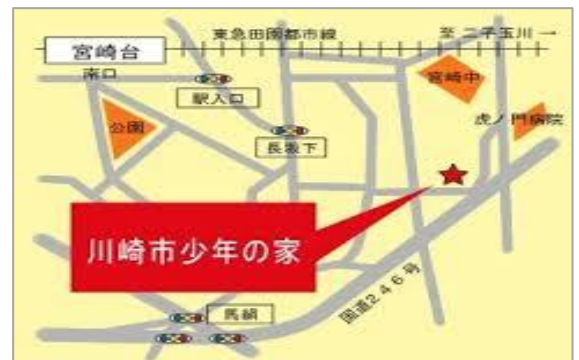 東急田園都市線
至 二子玉川 →
宮崎台
南口
宮崎中
駅入口
虎ノ門病院
公園
長坂下
川崎市少年の家
国道246号
馬絹